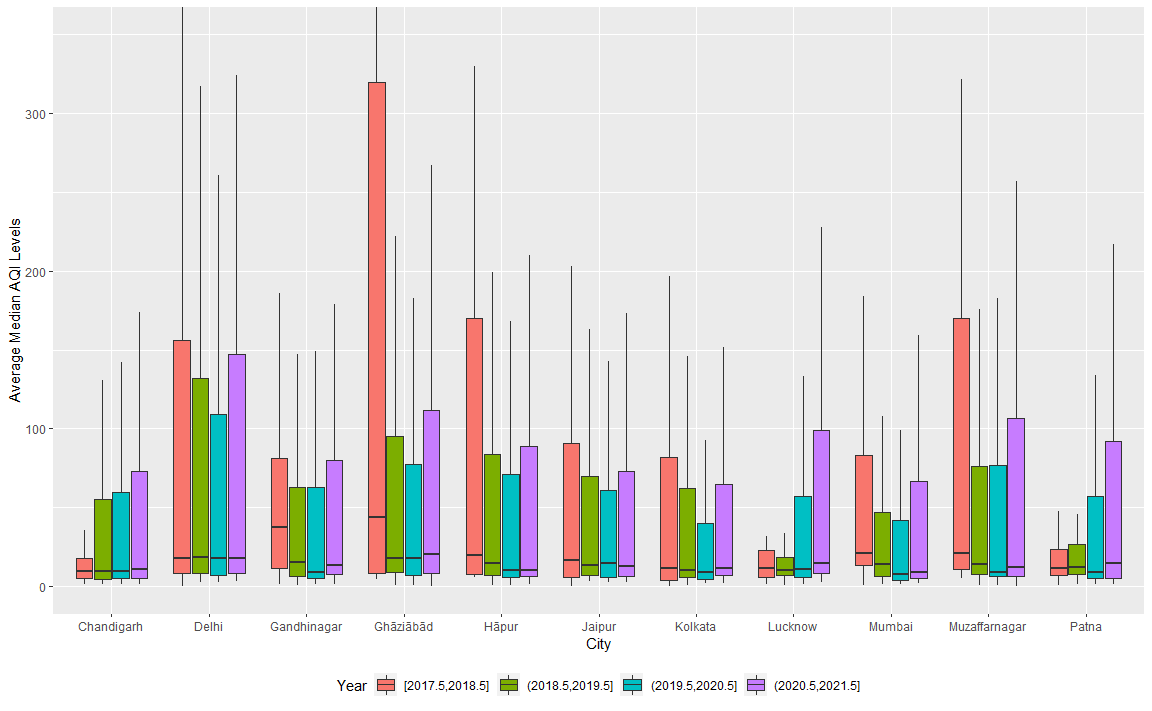 Average Median AQI Levels
300
200
100
0
Chandigarh Delhi Gandhinagar Ghāziābād Hāpur Jaipur Kolkata Lucknow Mumbai Muzaffarnagar Patna
City
Year [2017.5,2018.5] (2018.5,2019.5] (2019.5,2020.5] (2020.5,2021.5]